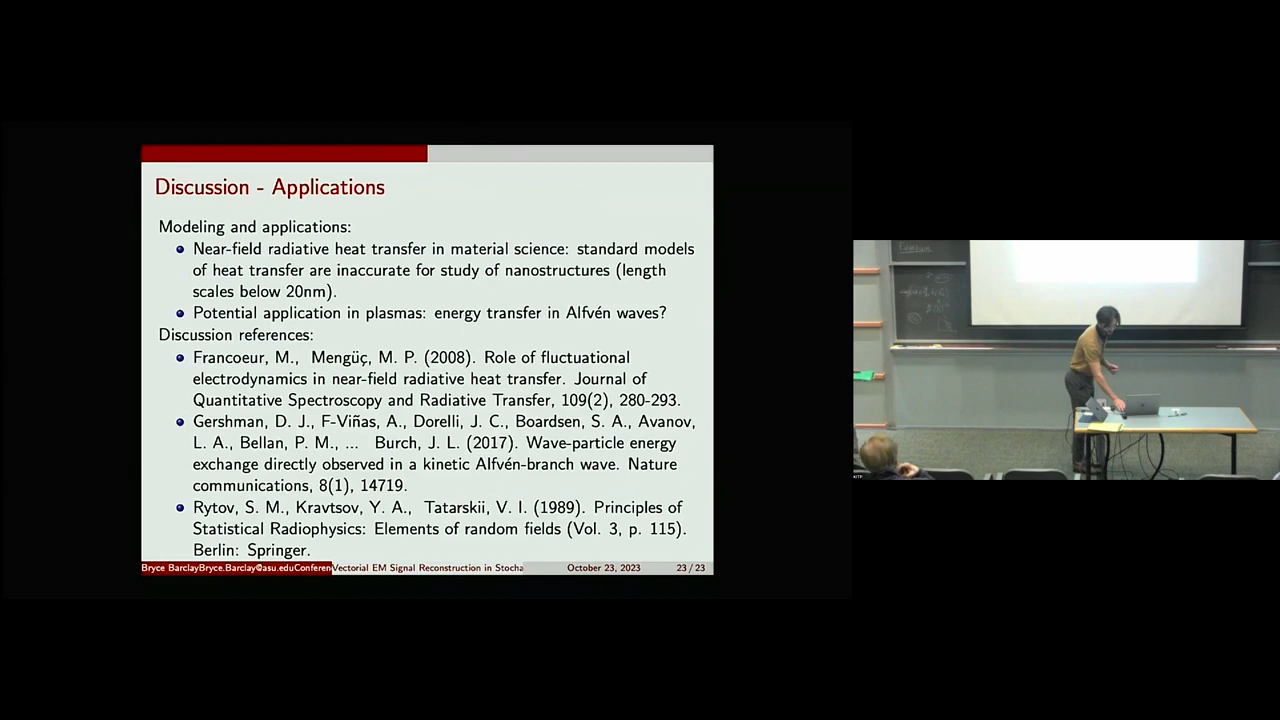 Discussion - Applications
Modeling and applications:
Near-field radiative heat transfer in material science: standard models
of heat transfer are inaccurate for study of nanostructures (length
scales below 20nm).
Potential application in plasmas: energy transfer in Alfvén waves?
Discussion references:
Francoeur, M., Mengüç, M. P. (2008). Role of fluctuational
electrodynamics in near-field radiative heat transfer. Journal of
Quantitative Spectroscopy and Radiative Transfer, 109(2), 280-293.
Gershman, D. J., F-Viñas, A., Dorelli, J. C., Boardsen, S. A., Avanov,
L. A., Bellan, P. M., ... Burch, J. L. (2017). Wave-particle energy
exchange directly observed in a kinetic Alfvén-branch wave. Nature
communications, 8(1), 14719.
Rytov, S. M., Kravtsov, Y. A., Tatarskii, V. I. (1989). Principles of
Statistical Radiophysics: Elements of random fields (Vol. 3, p. 115).
Berlin: Springer.
Bryce BarclayBryce.Barclay@asu.eduConferen Vectorial EM Signal Reconstruction in Stocha October 23, 2023 23 / 23